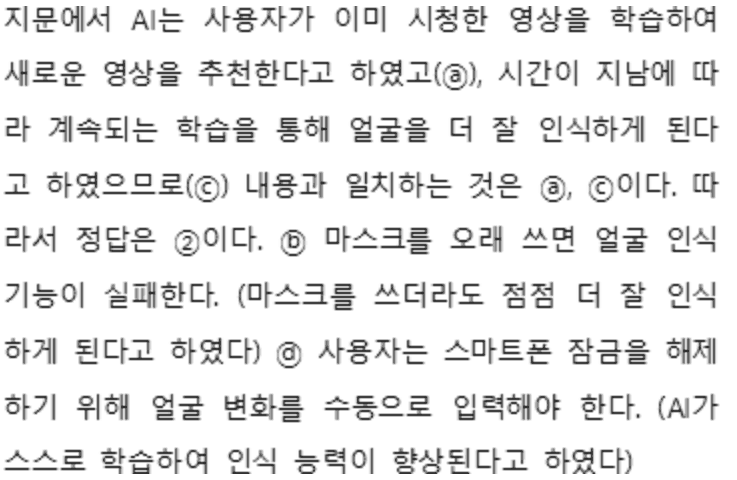 지문에서 AI는 사용자가 이미 시청한 영상을 학습하여
새로운 영상을 추천한다고 하였고(ⓐ), 시간이 지남에 따
라 계속되는 학습을 통해 얼굴을 더 잘 인식하게 된다
고 하였으므로(ⓒ) 내용과 일치하는 것은 ⓐ, ⓒ이다. 따
라서 정답은 ②이다. ⓑ 마스크를 오래 쓰면 얼굴 인식
기능이 실패한다. (마스크를 쓰더라도 점점 더 잘 인식
하게 된다고 하였다) ⓓ 사용자는 스마트폰 잠금을 해제
하기 위해 얼굴 변화를 수동으로 입력해야 한다. (AI가
스스로 학습하여 인식 능력이 향상된다고 하였다)